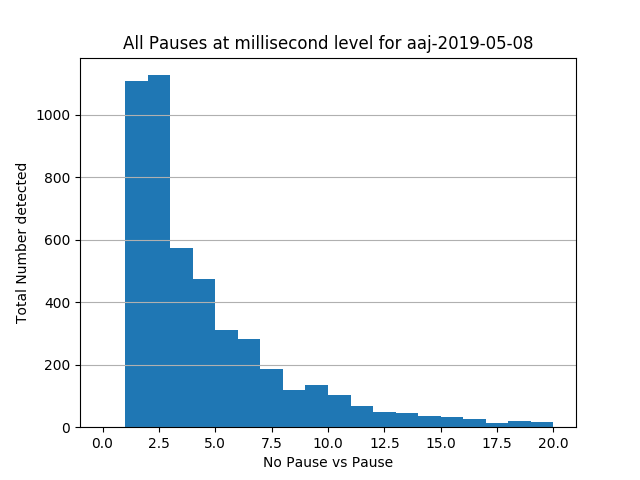 All Pauses at millisecond level for aaj-2019-05-08
Total Number detected
1000
800
600
400
200
0
0.0 2.5 5.0 7.5 10.0 12.5 15.0 17.5 20.0
No Pause vs Pause